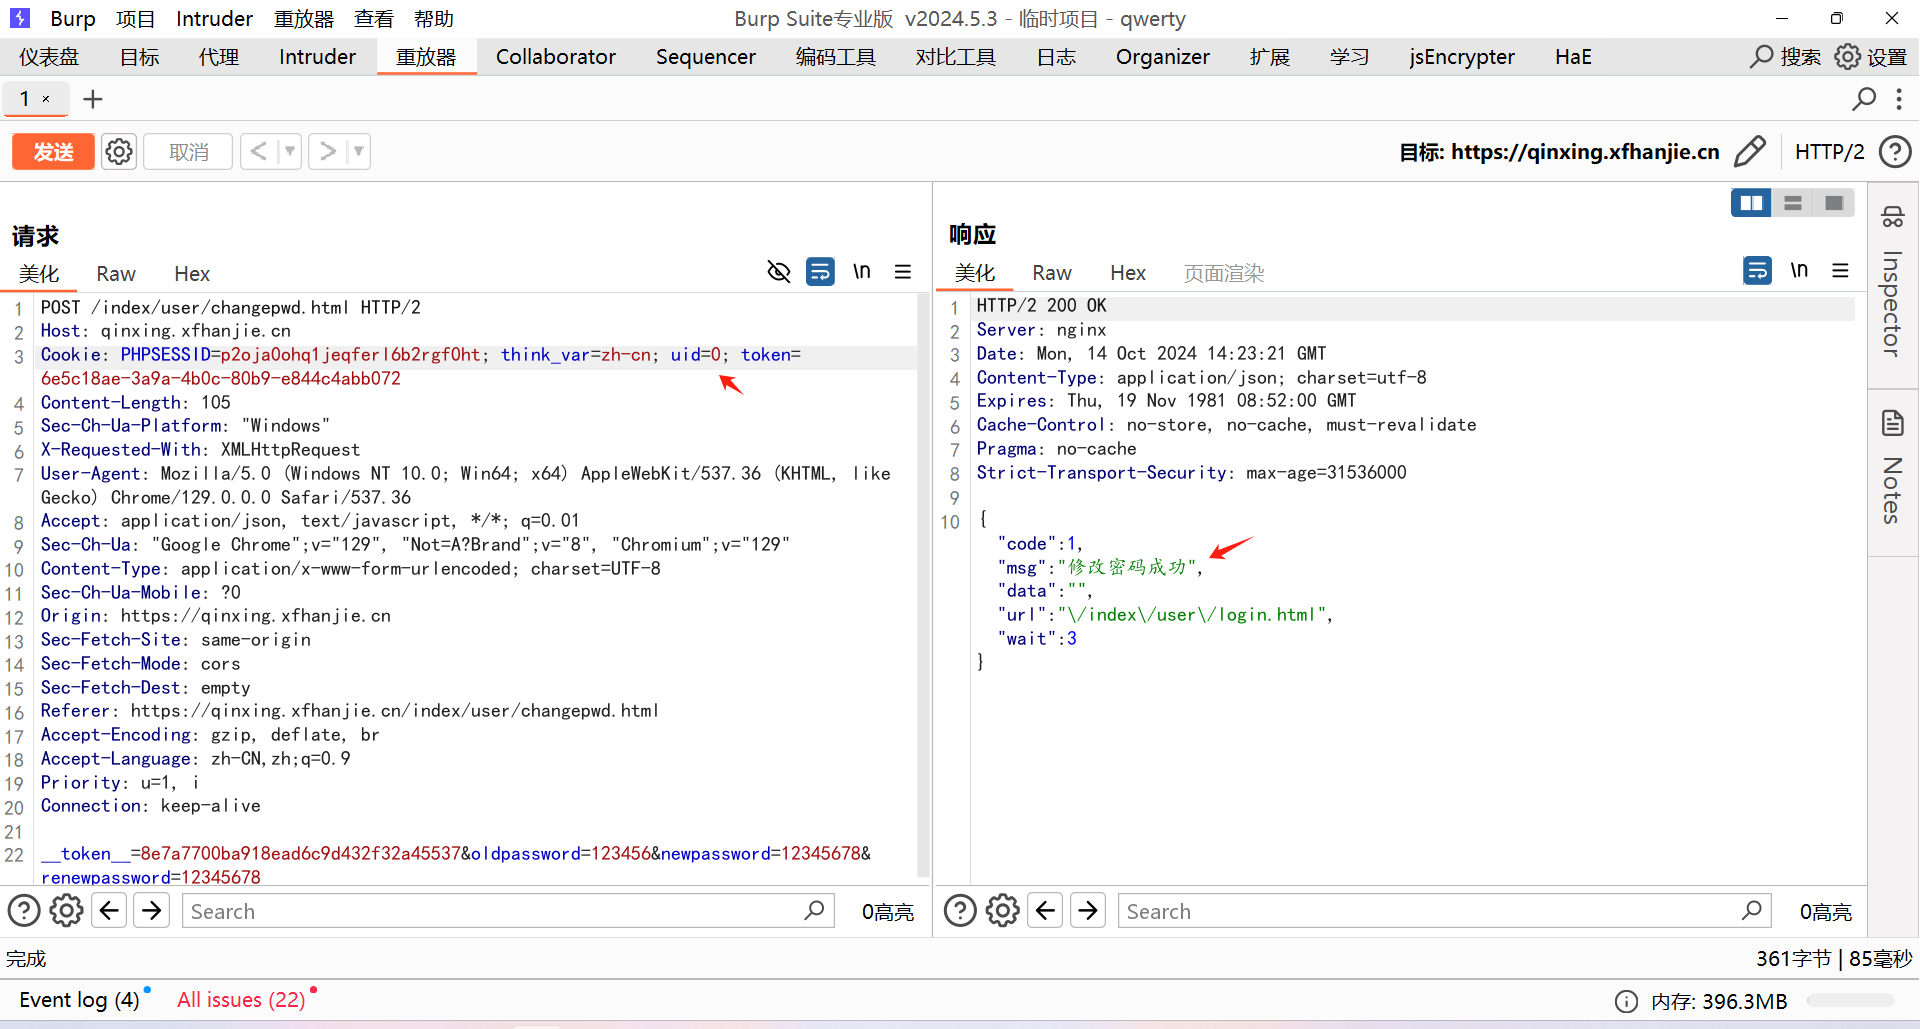 Burp 项目 Intruder 重放器 查看 帮助 Burp Suite专业版 v2024.5.3 - 临时项目 - qwerty
仪表盘 目标 代理 Intruder 重放器 Collaborator Sequencer 编码工具 对比工具 日志 Organizer 扩展 学习 jsEncrypter HaE 搜索 设置
1 × +
发送 取消 < > 目标: https://qinxing.xfhanjie.cn HTTP/2
请求
美化 Raw Hex \n
1 POST /index/user/changepwd.html HTTP/2
2 Host: qinxing.xfhanjie.cn
3 Cookie: PHPSESSID=p2oja0ohq1jeqferl6b2rgf0ht; think_var=zh-cn; uid=0; token=
6e5c18ae-3a9a-4b0c-80b9-e844c4abb072
4 Content-Length: 105
5 Sec-Ch-Ua-Platform: "Windows"
6 X-Requested-With: XMLHttpRequest
7 User-Agent: Mozilla/5.0 (Windows NT 10.0; Win64; x64) AppleWebKit/537.36 (KHTML, like
Gecko) Chrome/129.0.0.0 Safari/537.36
8 Accept: application/json, text/javascript, */*; q=0.01
9 Sec-Ch-Ua: "Google Chrome";v="129", "Not=A?Brand";v="8", "Chromium";v="129"
10 Content-Type: application/x-www-form-urlencoded; charset=UTF-8
11 Sec-Ch-Ua-Mobile: ?0
12 Origin: https://qinxing.xfhanjie.cn
13 Sec-Fetch-Site: same-origin
14 Sec-Fetch-Mode: cors
15 Sec-Fetch-Dest: empty
16 Referer: https://qinxing.xfhanjie.cn/index/user/changepwd.html
17 Accept-Encoding: gzip, deflate, br
18 Accept-Language: zh-CN,zh;q=0.9
19 Priority: u=1, i
20 Connection: keep-alive
21
22 __token__=8e7a7700ba918ead6c9d432f32a45537&oldpassword=123456&newpassword=12345678&
renewpassword=12345678
Search 0高亮
响应
美化 Raw Hex 页面渲染 \n
1 HTTP/2 200 OK
2 Server: nginx
3 Date: Mon, 14 Oct 2024 14:23:21 GMT
4 Content-Type: application/json; charset=utf-8
5 Expires: Thu, 19 Nov 1981 08:52:00 GMT
6 Cache-Control: no-store, no-cache, must-revalidate
7 Pragma: no-cache
8 Strict-Transport-Security: max-age=31536000
9
10 {
"code":1,
"msg":"修改密码成功",
"data":"",
"url":"\/index\/user\/login.html",
"wait":3
}
Search 0高亮
Inspector
Notes
完成 361字节 | 85毫秒
Event log (4) All issues (22) 内存: 396.3MB